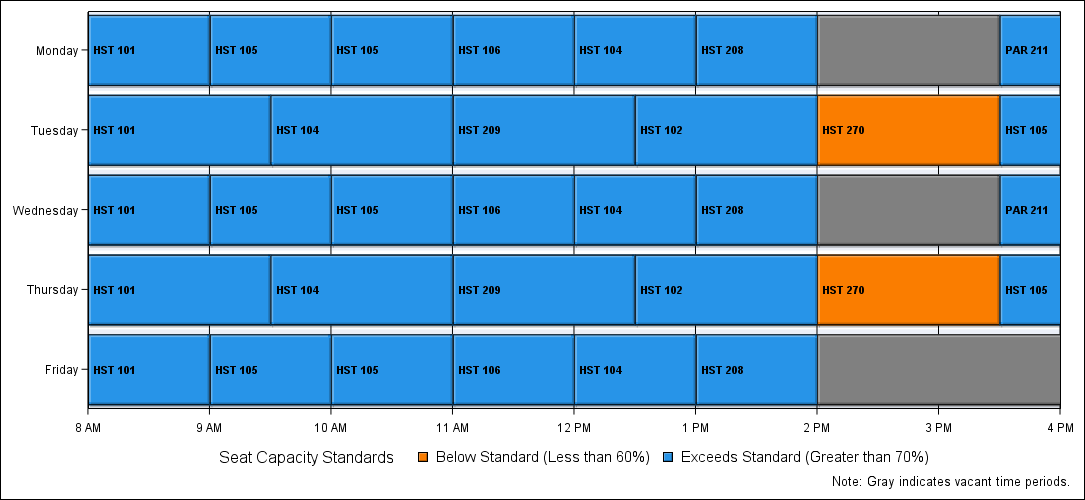 Monday HST 101 HST 105 HST 105 HST 106 HST 104 HST 208 PAR 211
Tuesday HST 101 HST 104 HST 209 HST 102 HST 270 HST 105
Wednesday HST 101 HST 105 HST 105 HST 106 HST 104 HST 208 PAR 211
Thursday HST 101 HST 104 HST 209 HST 102 HST 270 HST 105
Friday HST 101 HST 105 HST 105 HST 106 HST 104 HST 208
8 AM 9 AM 10 AM 11 AM 12 PM 1 PM 2 PM 3 PM 4 PM
Seat Capacity Standards Below Standard (Less than 60%) Exceeds Standard (Greater than 70%)
Note: Gray indicates vacant time periods.